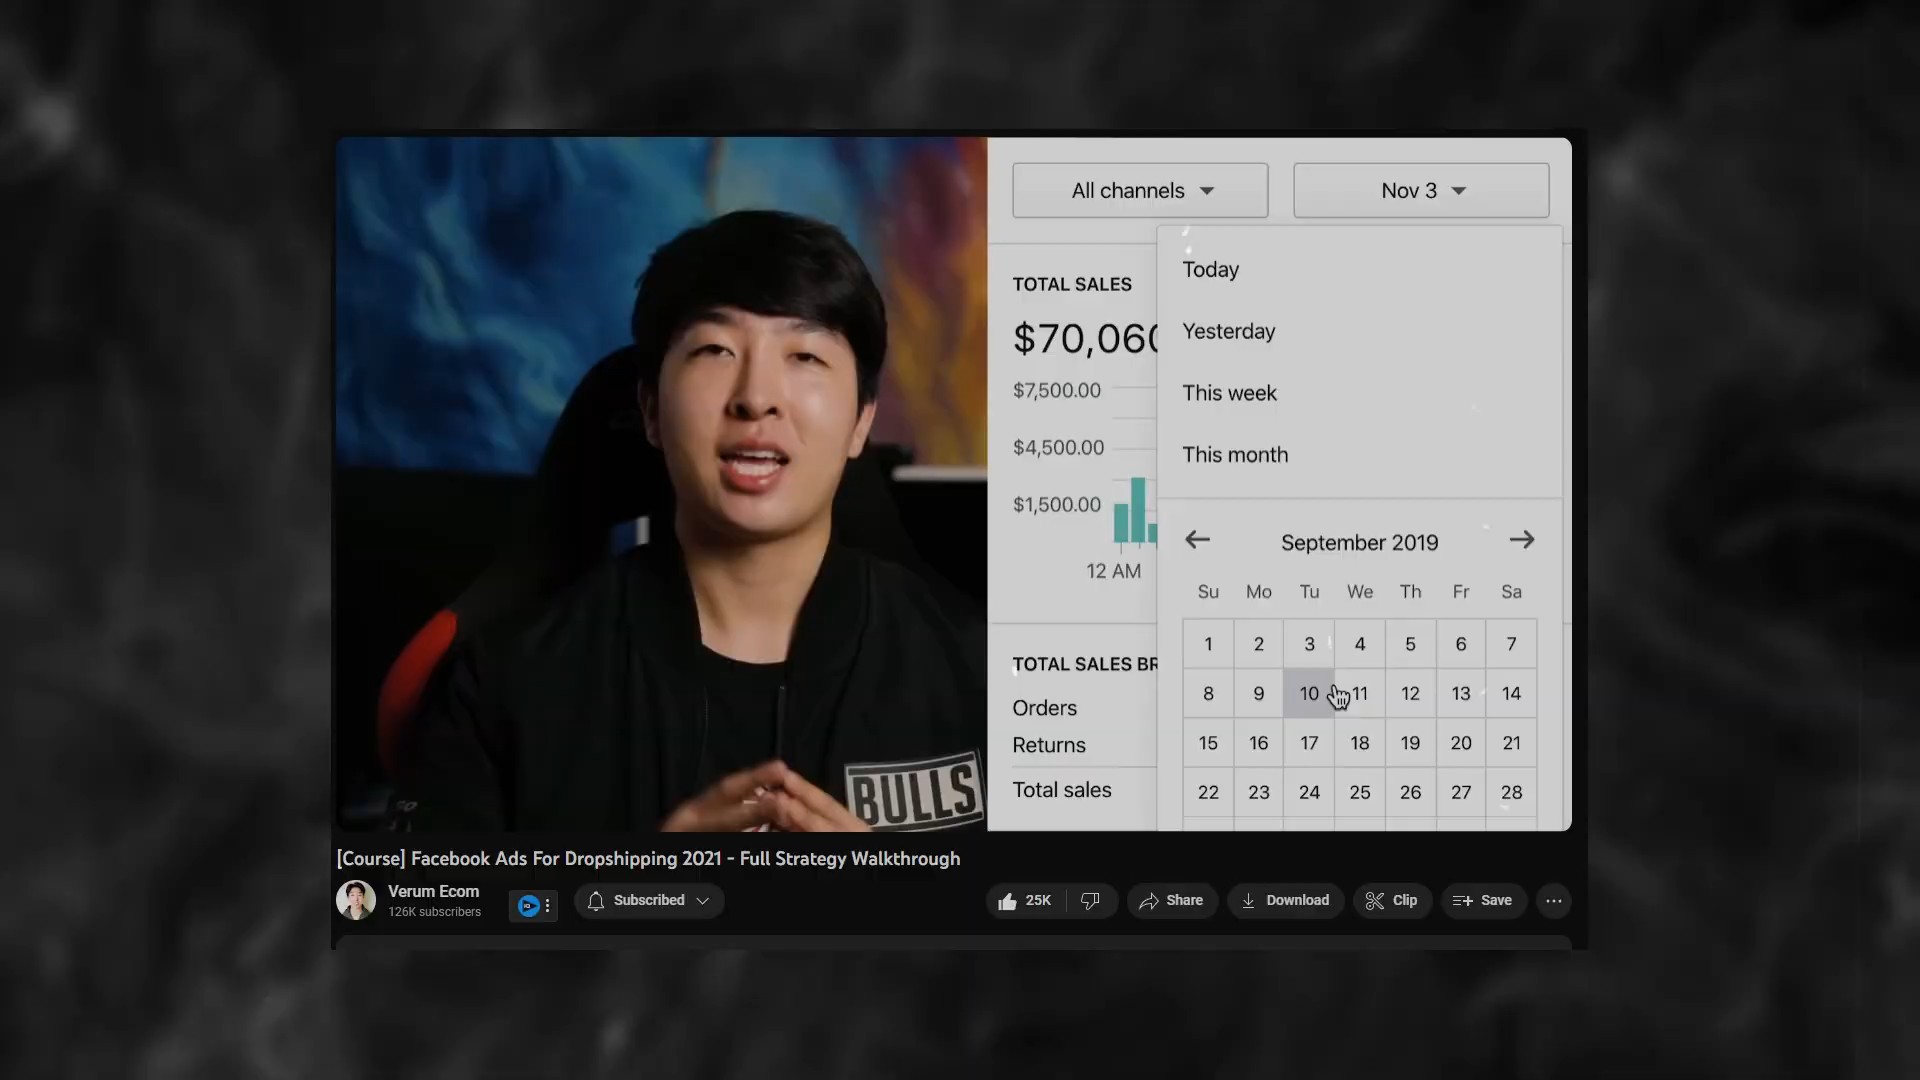 All channels
Nov 3
Today
Yesterday
This week
This month
TOTAL SALES
$70,060
$7,500.00
$4,500.00
$1,500.00
12 AM
September 2019
Su Mo Tu We Th Fr Sa
1 2 3 4 5 6 7
8 9 10 11 12 13 14
15 16 17 18 19 20 21
22 23 24 25 26 27 28
TOTAL SALES BR
Orders
Returns
Total sales
BULLS
[Course] Facebook Ads For Dropshipping 2021 - Full Strategy Walkthrough
Verum Ecom
126K subscribers
Subscribed
25K
Share
Download
Clip
Save